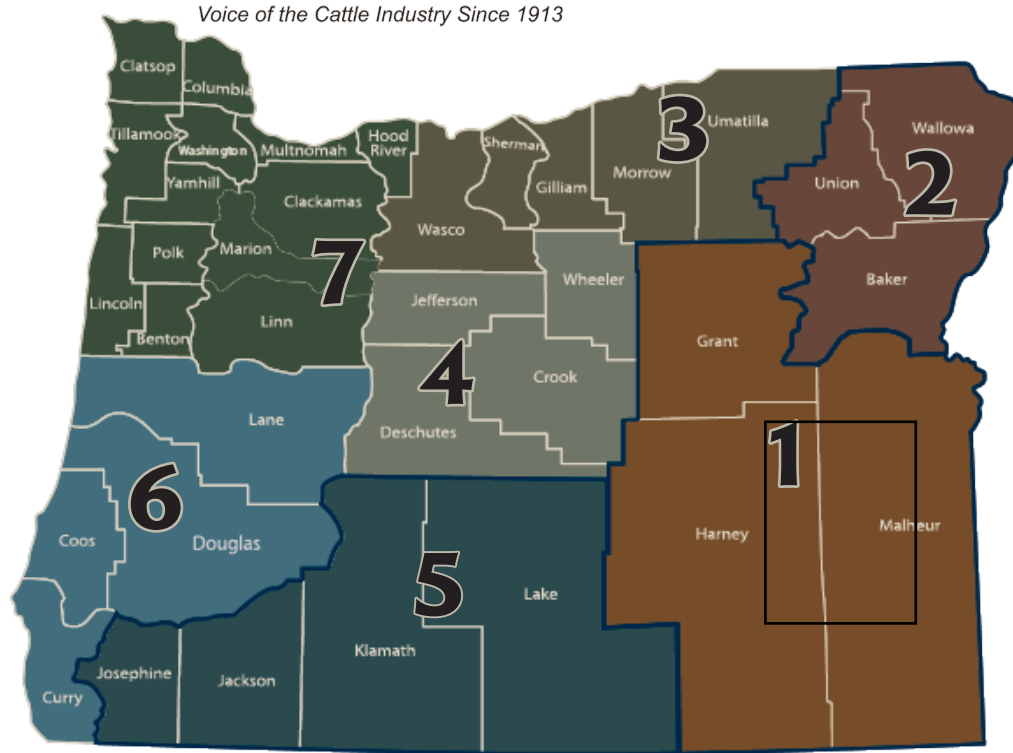 Voice of the Cattle Industry Since 1913
Clatsop
Columbia
Tillamook
Washington
Multnomah
Hood
River
Yamhill
Clackamas
Polk
Marion
7
Lincoln
Benton
Linn
Sherman
Wasco
Gilliam
Morrow
3
Umatilla
Wallowa
Union
2
Baker
Jefferson
Wheeler
4
Crook
Deschutes
Grant
1
Harney
Malheur
Lane
6
Coos
Douglas
Curry
5
Lake
Klamath
Josephine
Jackson